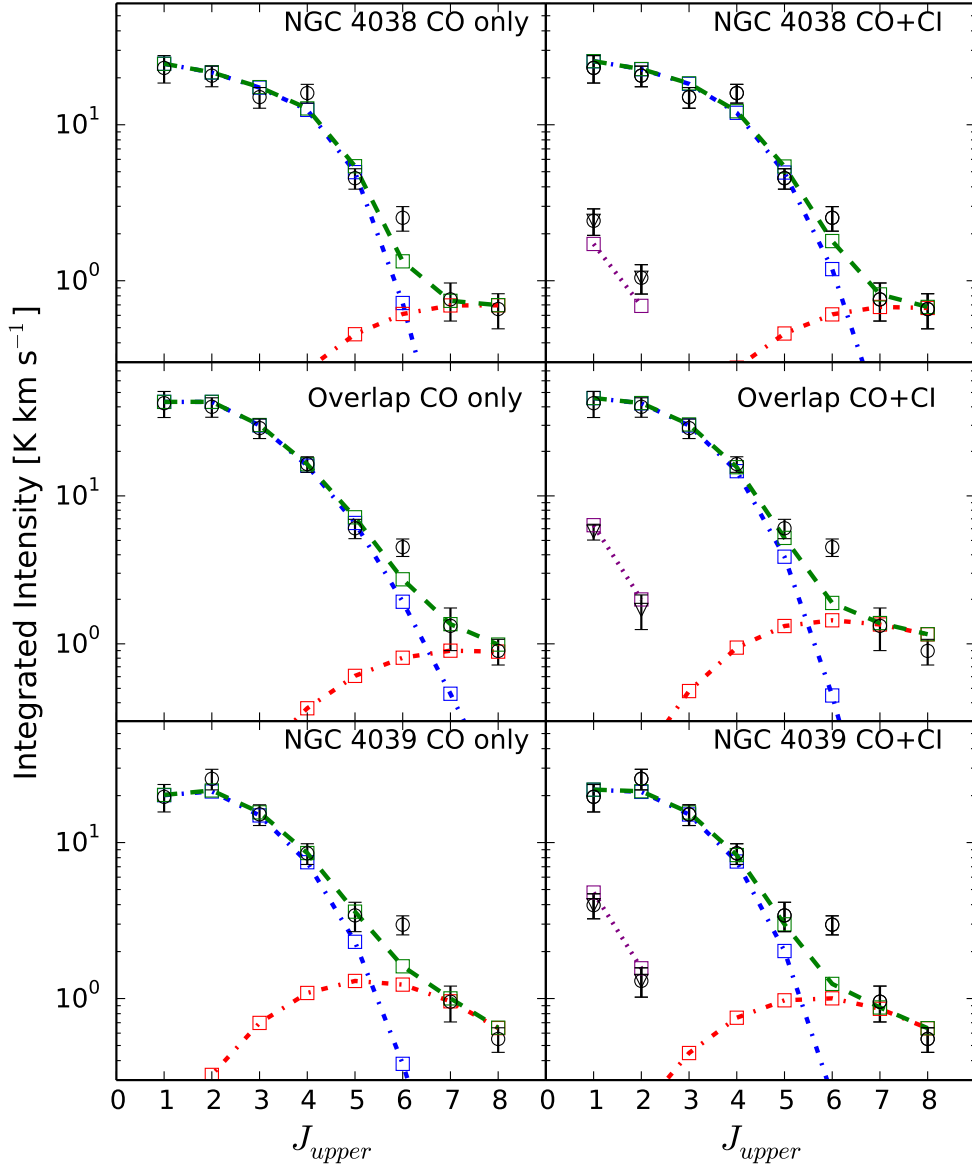 NGC 4038 CO only
NGC 4038 CO+CI
10¹
10⁰
Overlap CO only
Overlap CO+CI
10¹
10⁰
NGC 4039 CO only
NGC 4039 CO+CI
10¹
10⁰
Integrated Intensity [K km s⁻¹]
0 1 2 3 4 5 6 7 8
0 1 2 3 4 5 6 7 8
J_upper
J_upper